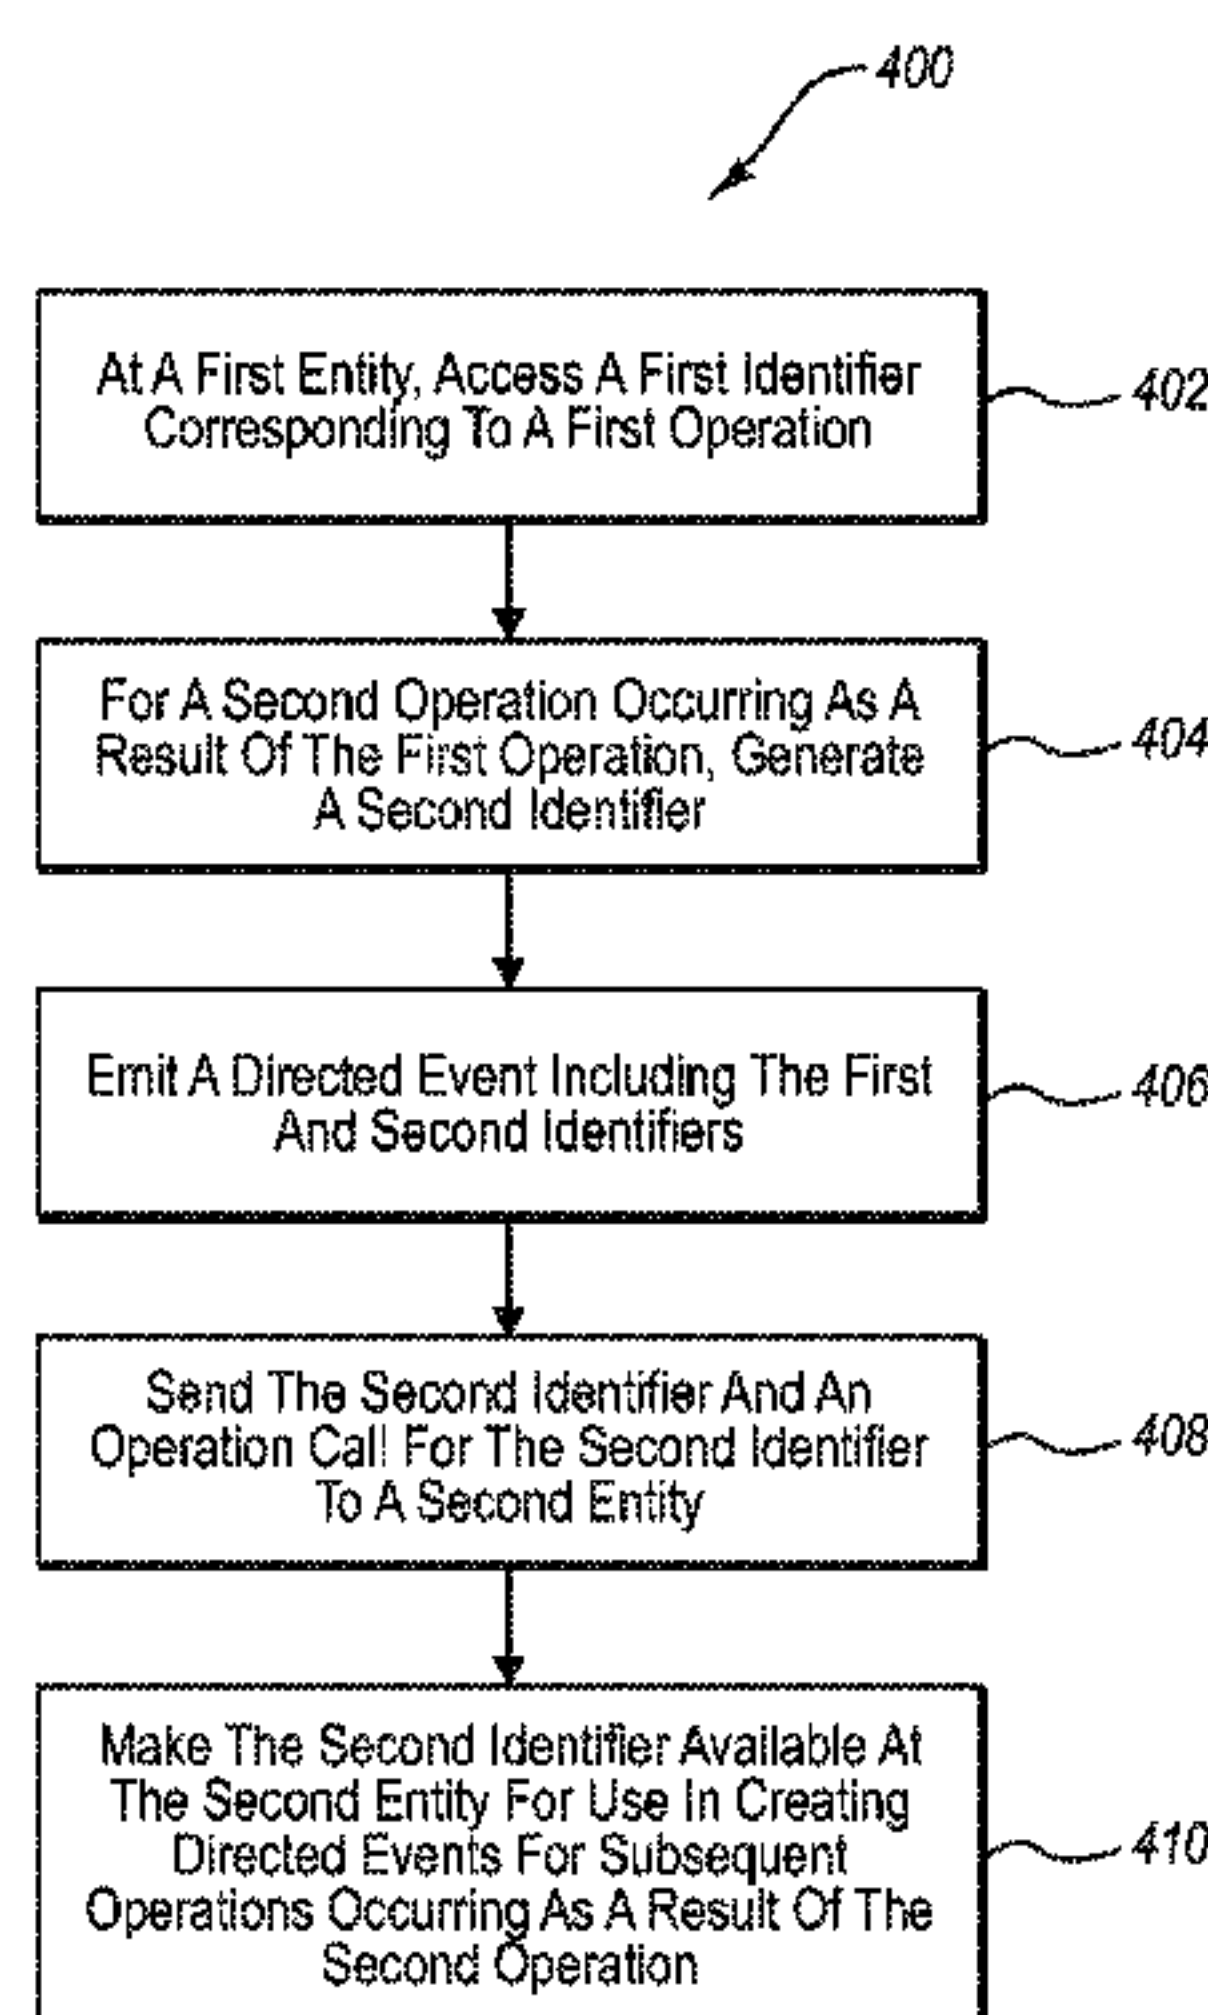 400
At A First Entity, Access A First Identifier
Corresponding To A First Operation
402
For A Second Operation Occurring As A
Result Of The First Operation, Generate
A Second Identifier
404
Emit A Directed Event Including The First
And Second Identifiers
406
Send The Second Identifier And An
Operation Call For The Second Identifier
To A Second Entity
408
Make The Second Identifier Available At
The Second Entity For Use In Creating
Directed Events For Subsequent
Operations Occurring As A Result Of The
Second Operation
410